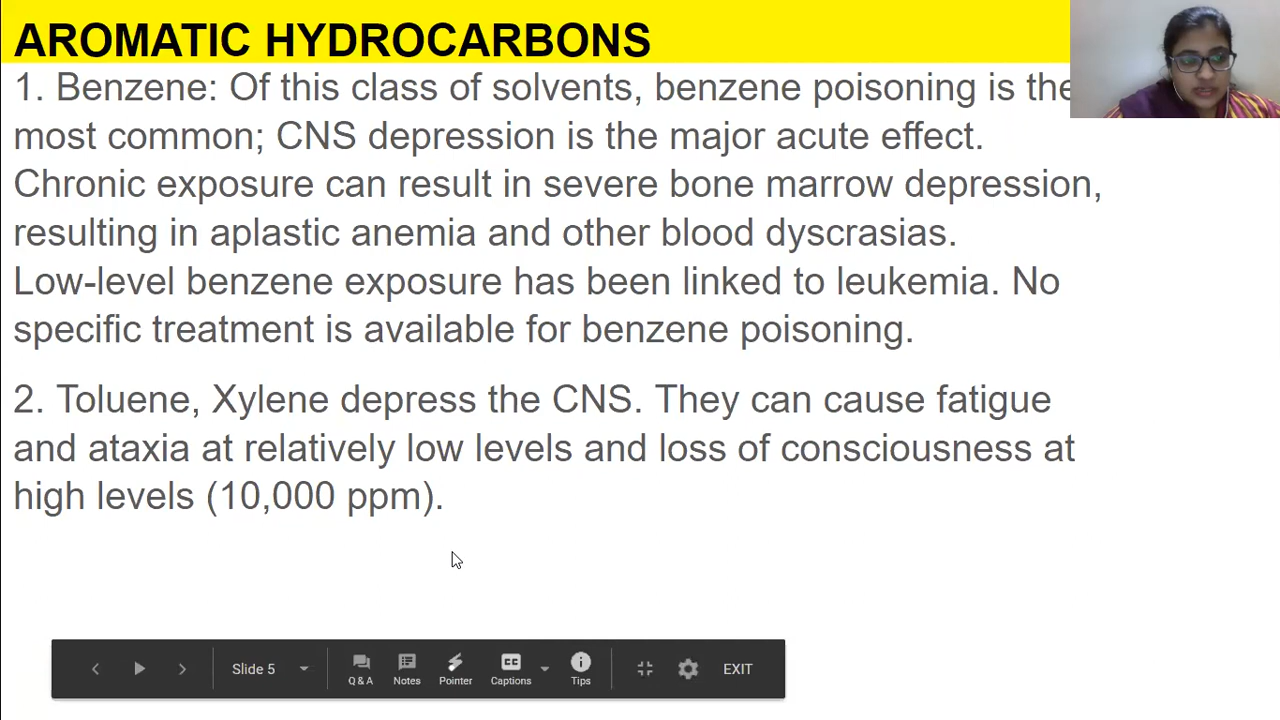 AROMATIC HYDROCARBONS
1. Benzene: Of this class of solvents, benzene poisoning is the
most common; CNS depression is the major acute effect.
Chronic exposure can result in severe bone marrow depression,
resulting in aplastic anemia and other blood dyscrasias.
Low-level benzene exposure has been linked to leukemia. No
specific treatment is available for benzene poisoning.
2. Toluene, Xylene depress the CNS. They can cause fatigue
and ataxia at relatively low levels and loss of consciousness at
high levels (10,000 ppm).
Slide 5
Q & A
Notes
Pointer
CC
Captions
Tips
EXIT